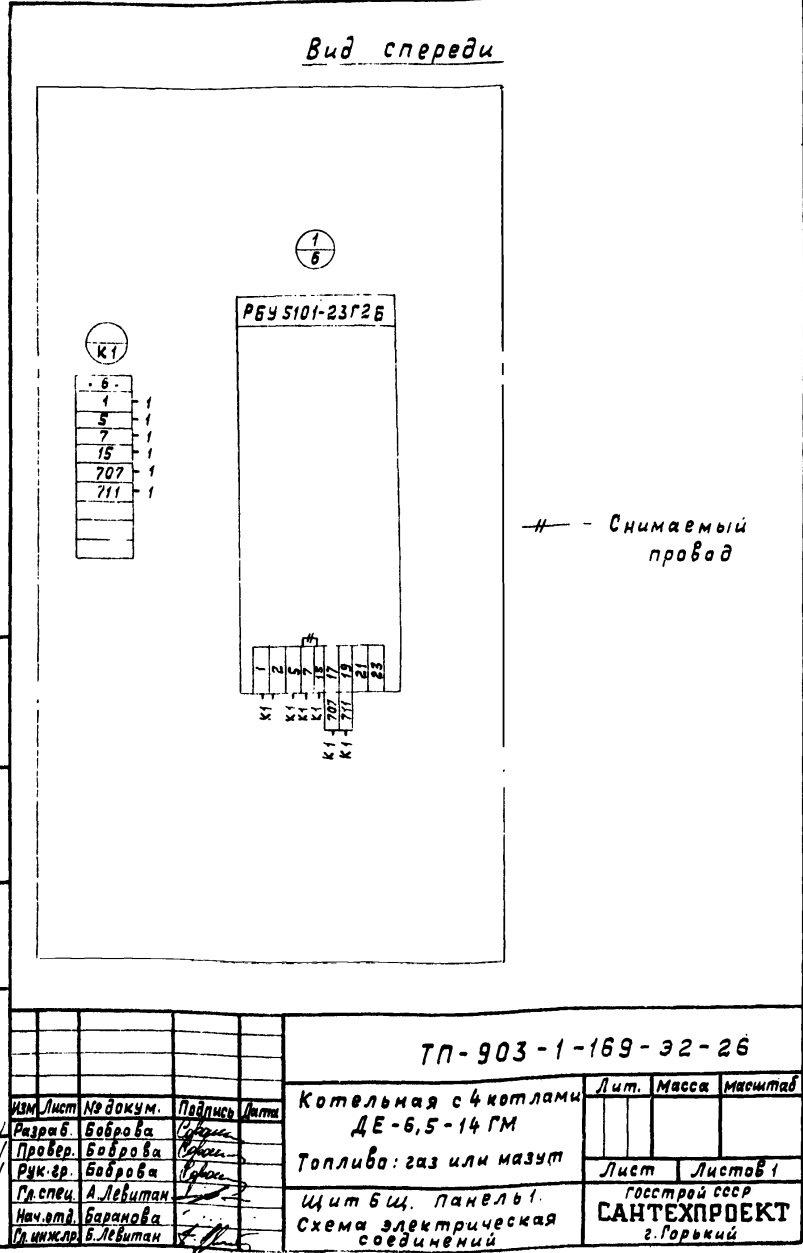 Вид спереди
1
6
РБУ 5101-23Г2Б
К1
- 6 -
1 1
5 1
7 1
15 1
707 1
711 1
- Снимаемый
провод
1 2 5 7 15 17 19 21 23
К1 К1 К1 К1 707 711
К1 К1
ТП-903-1-169-Э2-26
Котельная с 4 котлами
ДЕ-6,5-14 ГМ
Топливо: газ или мазут
Лит. Масса Масштаб
Лист Листов 1
Щит 6Щ. Панель 1.
Схема электрическая
соединений
Госстрой СССР
САНТЕХПРОЕКТ
г. Горький
Изм Лист № докум. Подпись Дата
Разраб. Боброва
Провер. Боброва
Рук. гр. Боброва
Гл. спец. А. Левитан
Нач. отд. Баранова
Гл. инж. пр. Б. Левитан